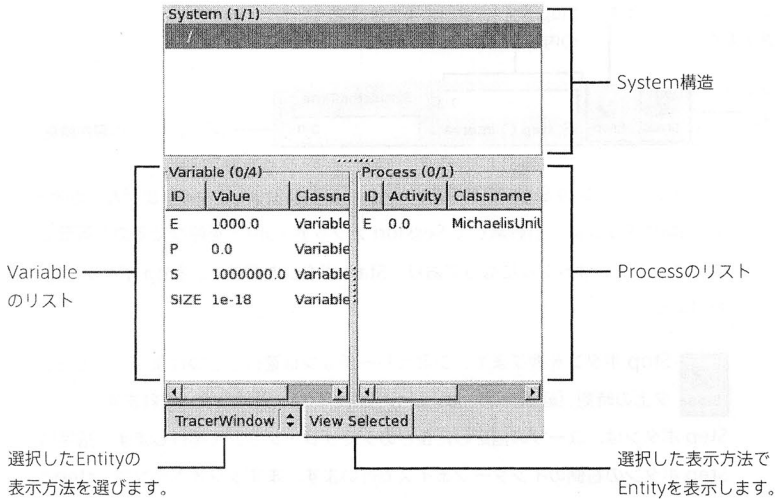 System (1/1)
/
System構造
Variable (0/4)
Process (0/1)
ID Value Classna
ID Activity Classname
E 1000.0 Variable
E 0.0 MichaelisUniU
P 0.0 Variable
S 1000000.0 Variable
SIZE 1e-18 Variable
Variable
のリスト
Processのリスト
TracerWindow
View Selected
選択したEntityの
表示方法を選びます。
選択した表示方法で
Entityを表示します。